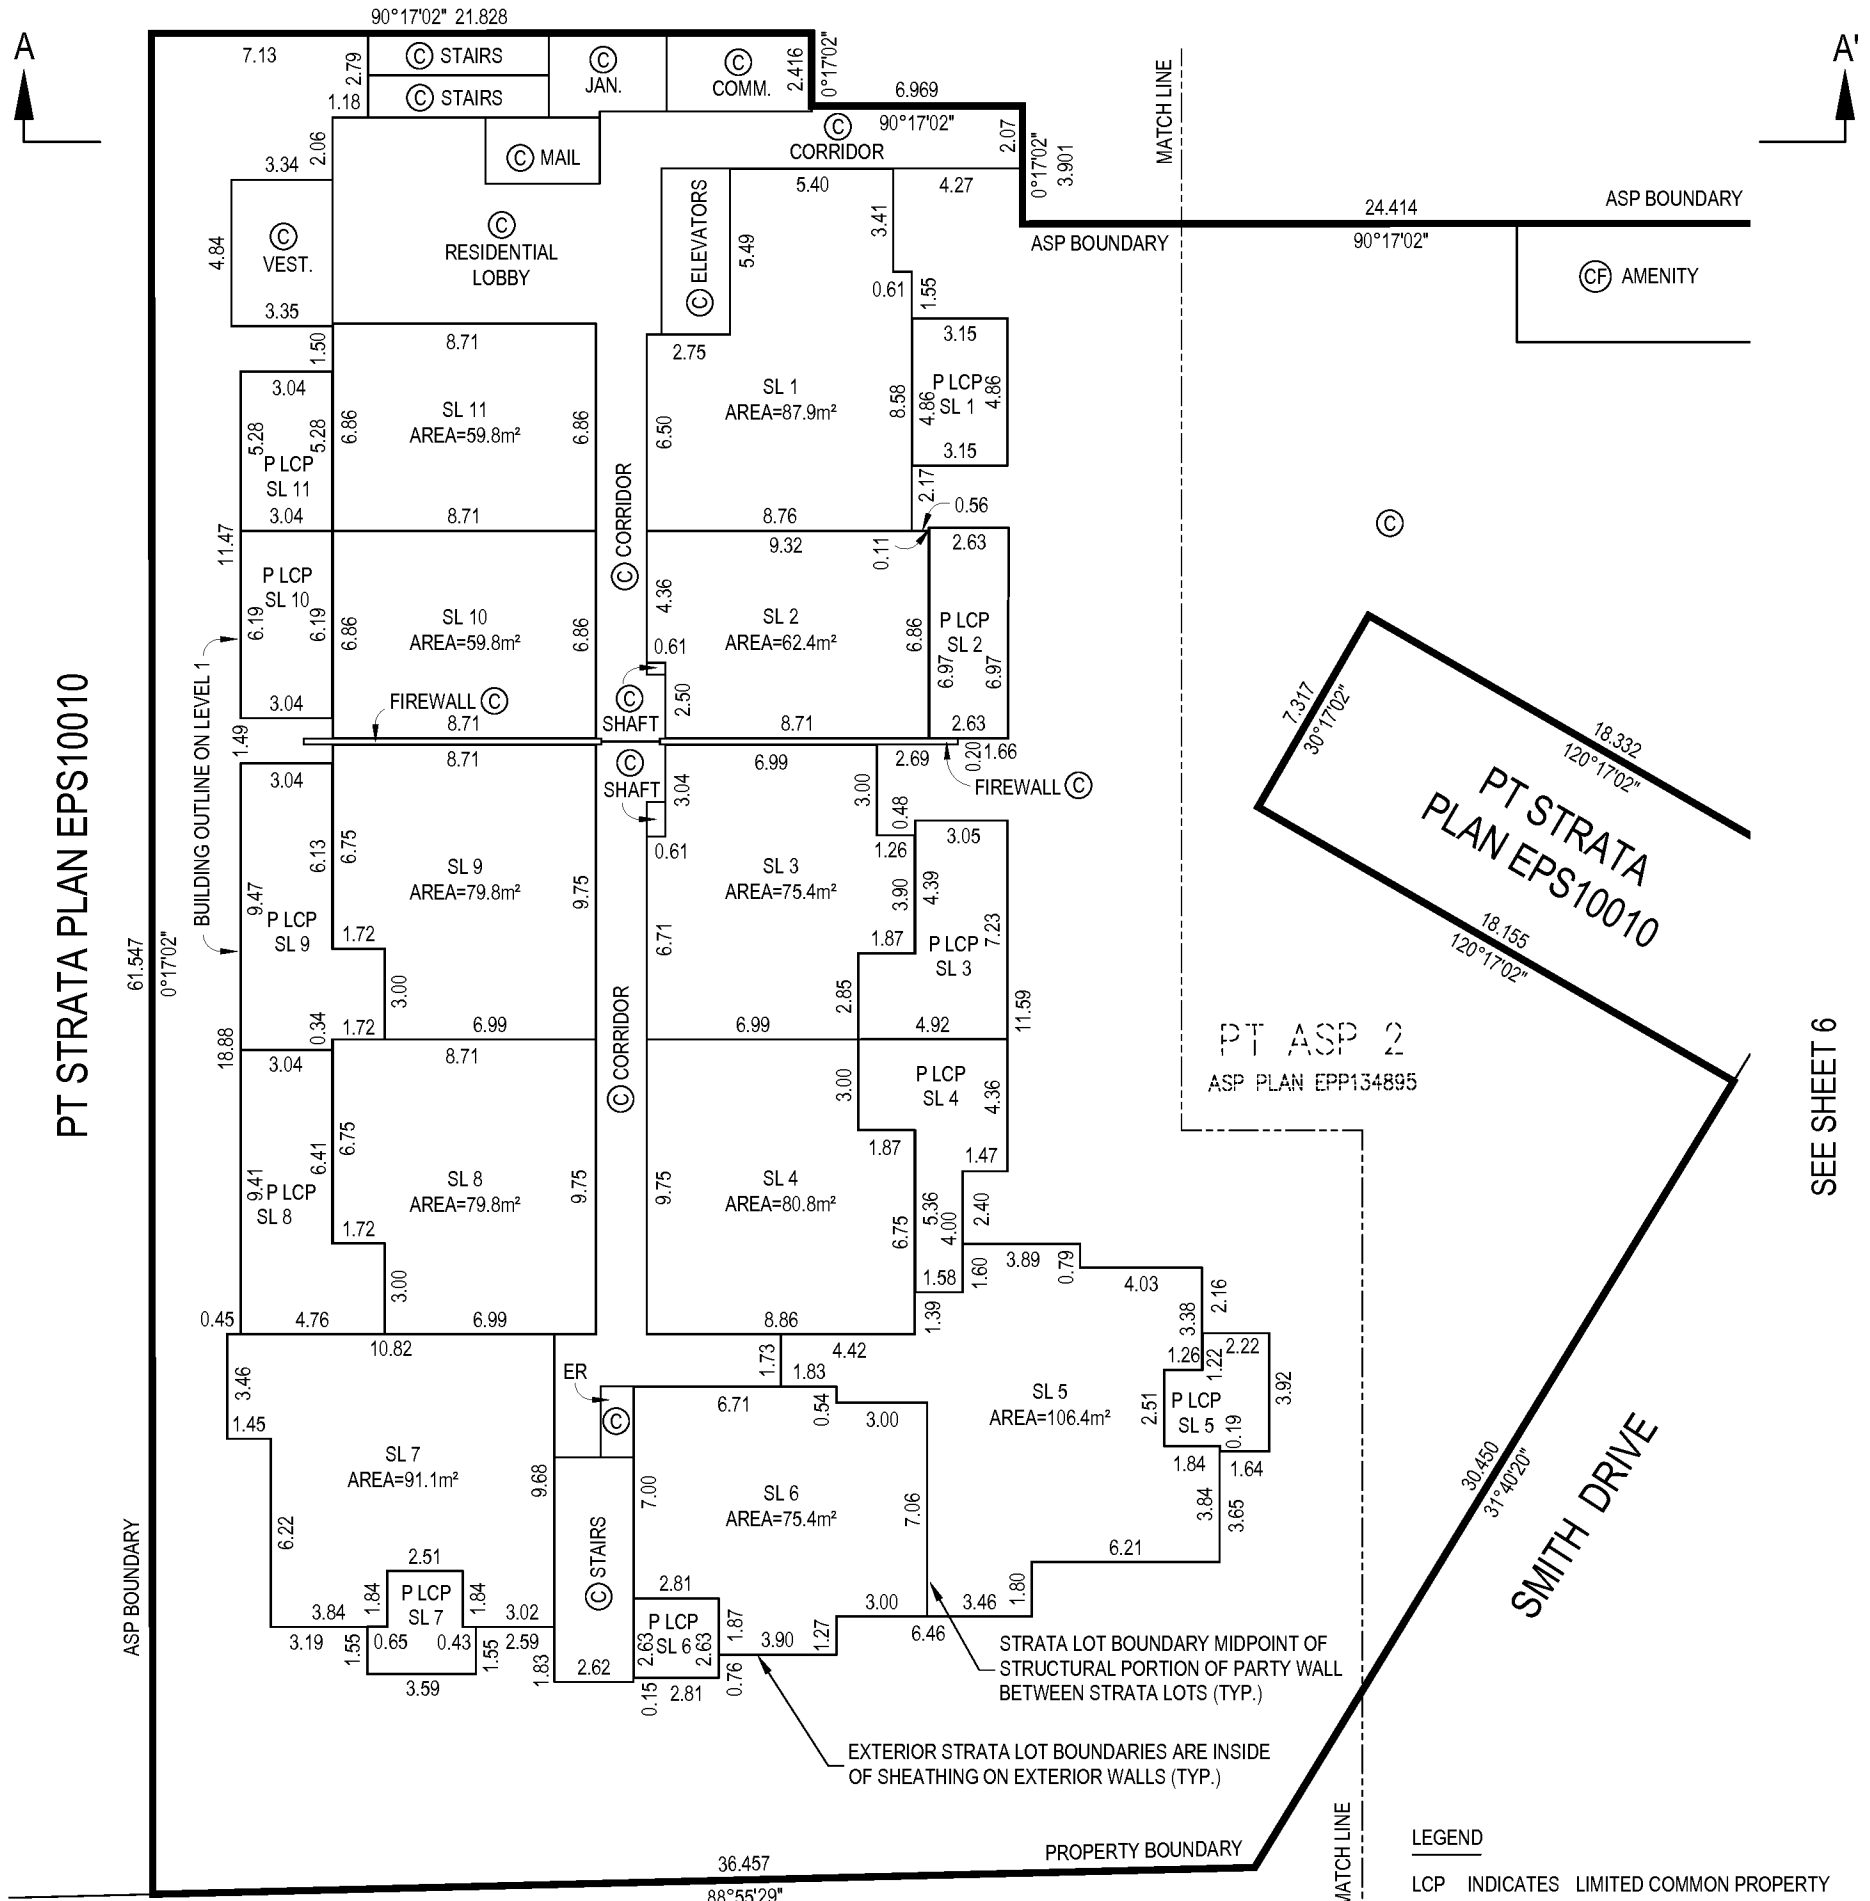 90°17'02" 21.828
A
A'
7.13
2.79
Ⓒ STAIRS
Ⓒ STAIRS
1.18
Ⓒ
JAN.
Ⓒ
COMM.
2.416
0°17'02"
6.969
90°17'02"
Ⓒ
CORRIDOR
2.07
0°17'02"
3.901
MATCH LINE
2.06
Ⓒ MAIL
3.34
4.84
Ⓒ
VEST.
3.35
Ⓒ
RESIDENTIAL
LOBBY
Ⓒ ELEVATORS
5.49
5.40
3.41
4.27
24.414
90°17'02"
ASP BOUNDARY
ASP BOUNDARY
CF AMENITY
0.61
1.55
1.50
8.71
2.75
3.15
3.04
5.28
5.28
P LCP
SL 11
3.04
6.86
SL 11
AREA=59.8m²
6.86
8.71
6.50
SL 1
AREA=87.9m²
8.58
4.86
P LCP
SL 1
4.86
3.15
2.17
0.56
8.76
Ⓒ CORRIDOR
Ⓒ
11.47
P LCP
SL 10
6.19
6.19
3.04
6.86
SL 10
AREA=59.8m²
6.86
9.32
0.11
2.63
4.36
SL 2
AREA=62.4m²
6.86
P LCP
SL 2
6.97
6.97
0.61
Ⓒ
SHAFT
2.50
8.71
2.63
FIREWALL Ⓒ
8.71
1.49
BUILDING OUTLINE ON LEVEL 1
7.317
30°17'02"
18.332
120°17'02"
PT STRATA
PLAN EPS10010
18.155
120°17'02"
PT STRATA PLAN EPS10010
61.547
0°17'02"
8.71
3.04
Ⓒ
SHAFT
3.04
0.61
6.99
3.00
2.69
0.20
1.66
FIREWALL Ⓒ
0.48
1.26
3.05
9.47
6.13
6.75
P LCP
SL 9
SL 9
AREA=79.8m²
9.75
1.72
3.00
0.34
1.72
6.99
6.71
SL 3
AREA=75.4m²
3.90
4.39
1.87
P LCP
SL 3
7.23
2.85
6.99
4.92
11.59
Ⓒ CORRIDOR
PT ASP 2
ASP PLAN EPP134895
SEE SHEET 6
18.88
3.04
8.71
9.41
6.41
6.75
P LCP
SL 8
SL 8
AREA=79.8m²
9.75
1.72
3.00
0.45
4.76
6.99
9.75
SL 4
AREA=80.8m²
3.00
P LCP
SL 4
4.36
1.87
1.47
6.75
5.36
4.00
2.40
1.58
1.60
1.39
8.86
3.89
0.79
4.03
2.16
3.38
10.82
3.46
1.45
ER
Ⓒ
1.73
1.83
4.42
6.71
0.54
3.00
SL 5
AREA=106.4m²
1.26
1.22
2.22
2.51
P LCP
SL 5
0.19
3.92
1.84
1.64
3.84
3.65
SL 7
AREA=91.1m²
9.68
7.00
SL 6
AREA=75.4m²
7.06
6.21
1.80
30.450
31°40'20"
SMITH DRIVE
6.22
2.51
1.84
P LCP
SL 7
1.84
3.84
3.02
3.19
1.55
0.65
0.43
1.55
2.59
3.59
1.83
Ⓒ STAIRS
2.62
2.81
P LCP
SL 6
2.63
2.63
1.87
3.90
1.27
3.00
3.46
6.46
0.15
2.81
0.76
ASP BOUNDARY
STRATA LOT BOUNDARY MIDPOINT OF
STRUCTURAL PORTION OF PARTY WALL
BETWEEN STRATA LOTS (TYP.)
EXTERIOR STRATA LOT BOUNDARIES ARE INSIDE
OF SHEATHING ON EXTERIOR WALLS (TYP.)
36.457
88°55'29"
PROPERTY BOUNDARY
MATCH LINE
LEGEND
LCP INDICATES LIMITED COMMON PROPERTY